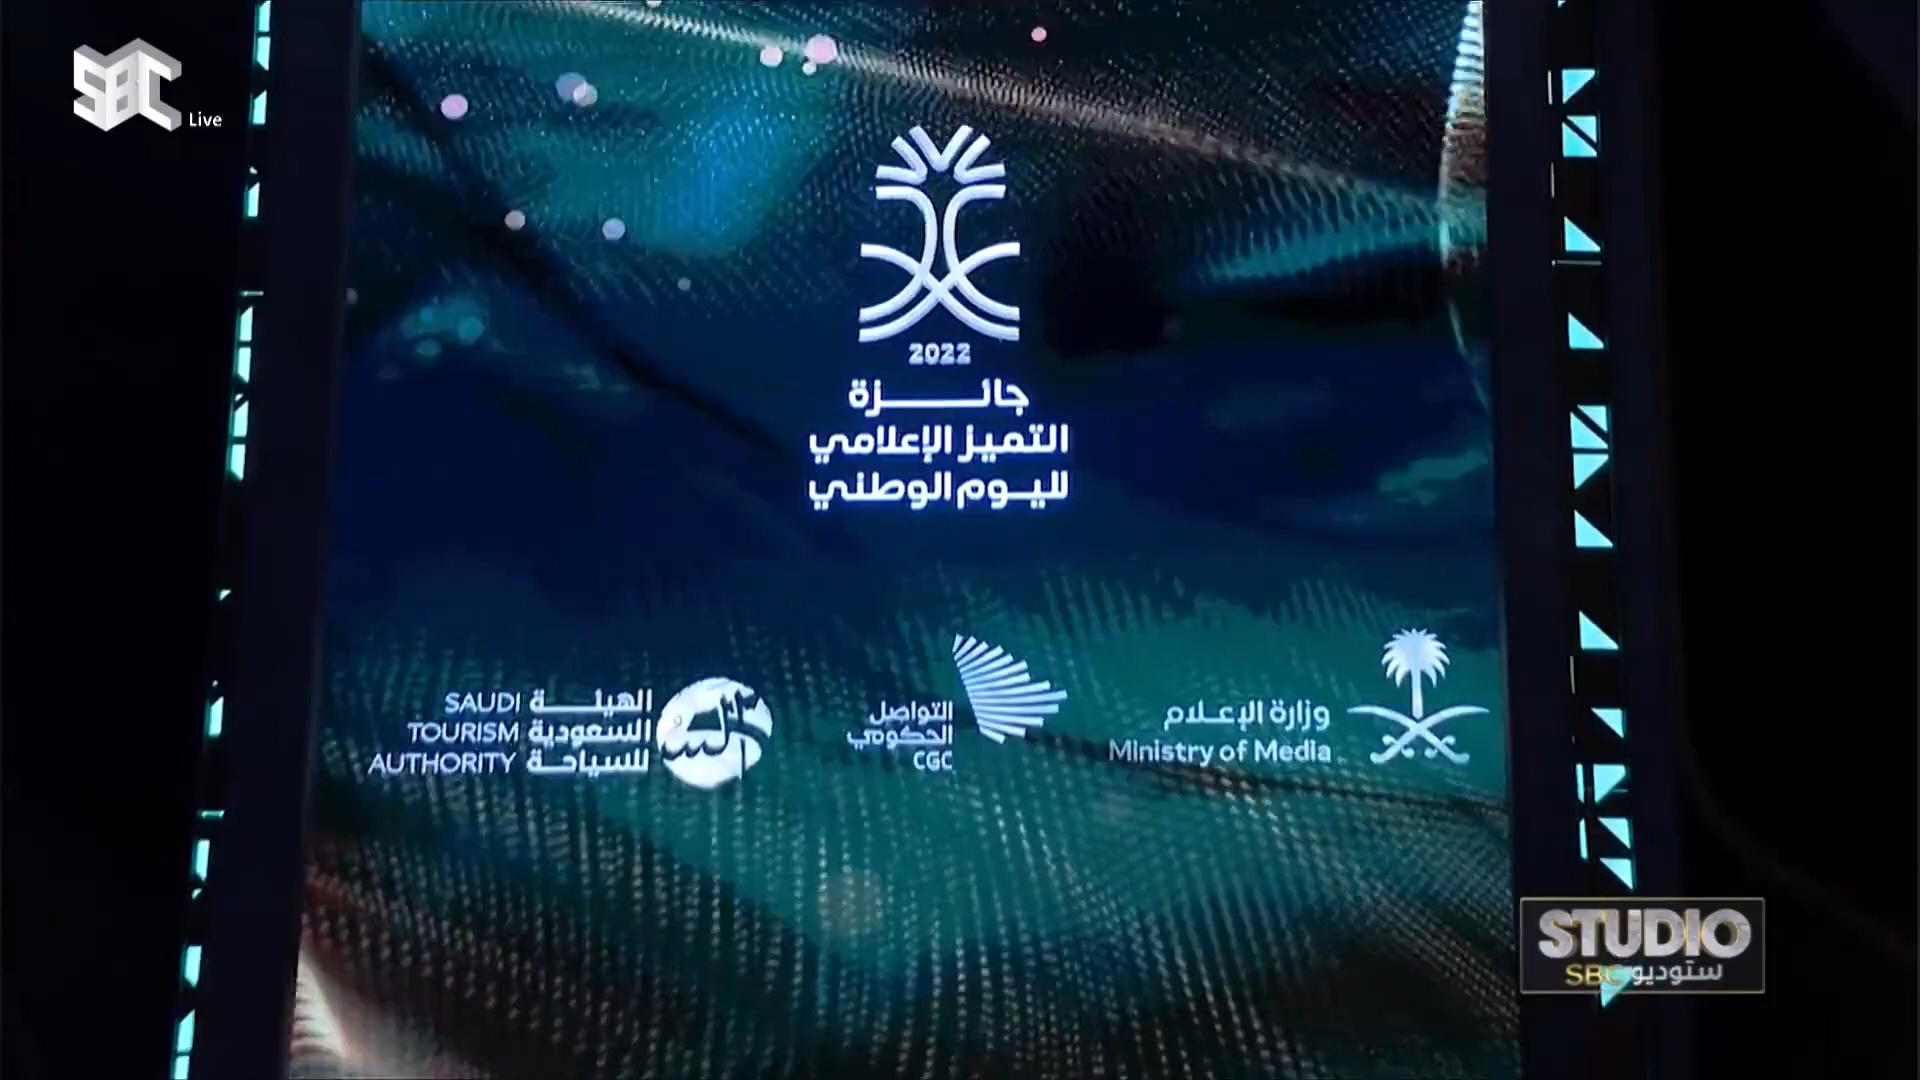 SBC
Live
2022
جائزة
التميز الإعلامي
لليوم الوطني
وزارة الإعلام
Ministry of Media
التواصل
الحكومي
CGC
الهيئة
السعودية
للسياحة
SAUDI
TOURISM
AUTHORITY
STUDIO
ستوديو SBC